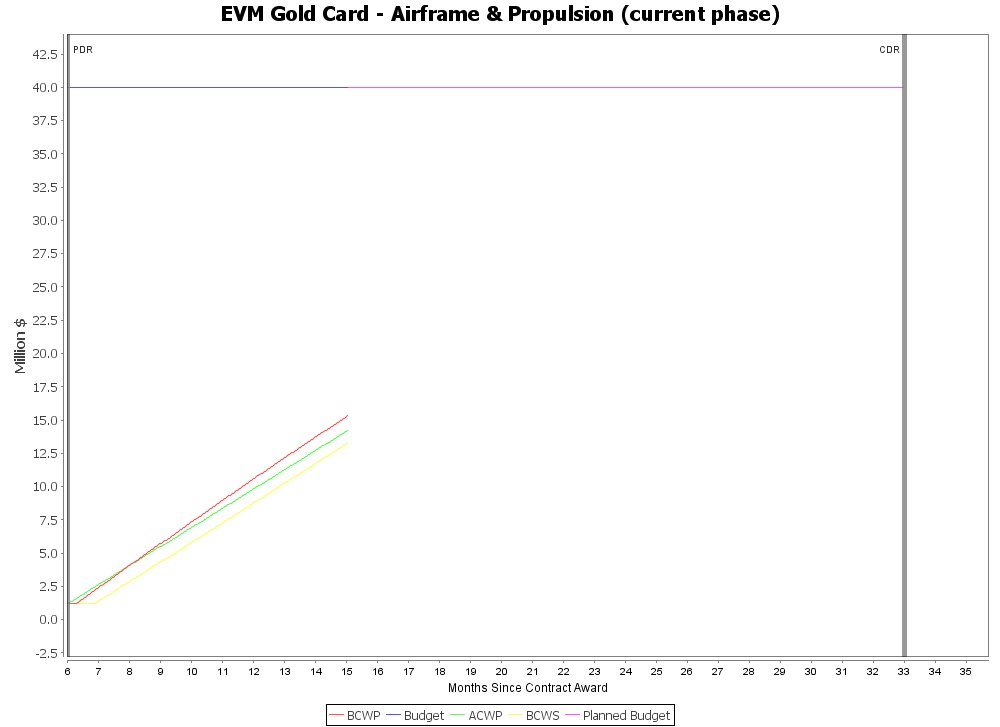 EVM Gold Card - Airframe & Propulsion (current phase)
PDR
CDR
42.5
40.0
37.5
35.0
32.5
30.0
27.5
25.0
22.5
20.0
17.5
15.0
12.5
10.0
7.5
5.0
2.5
0.0
-2.5
Million $
6 7 8 9 10 11 12 13 14 15 16 17 18 19 20 21 22 23 24 25 26 27 28 29 30 31 32 33 34 35
Months Since Contract Award
BCWP Budget ACWP BCWS Planned Budget